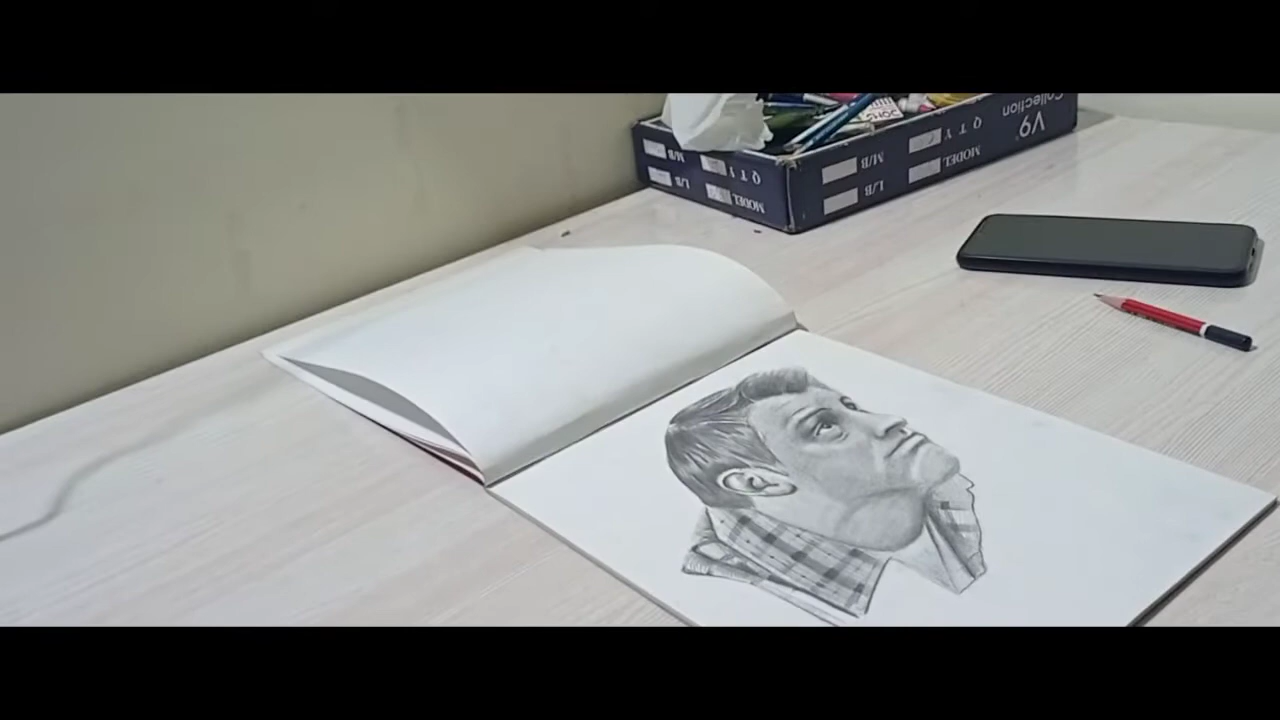 V9
Collection
M/B
Q T Y
L/B
MODEL
M/B
Q T Y
L/B
MODEL